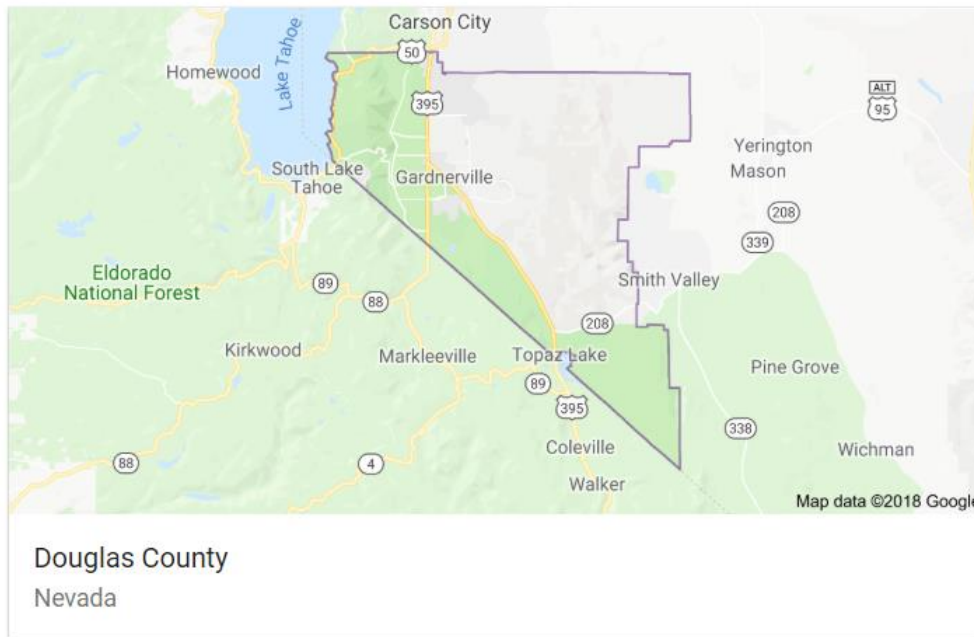 Carson City
50
Homewood
Lake Tahoe
395
ALT
95
Yerington
Mason
South Lake
Tahoe
Gardnerville
208
339
Eldorado
National Forest
89
88
Smith Valley
208
Kirkwood
Markleeville
Topaz Lake
89
Pine Grove
395
338
Coleville
Wichman
88
4
Walker
Map data ©2018 Google
Douglas County
Nevada